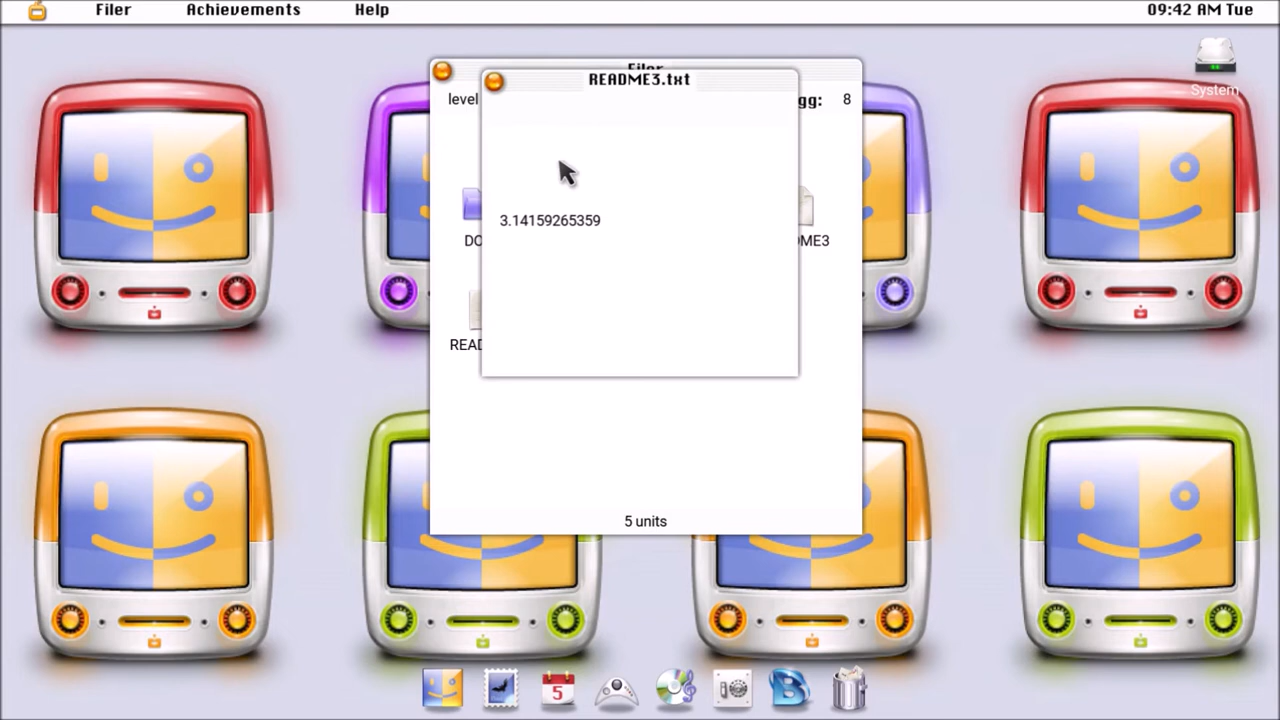 Filer Achievements Help 09:42 AM Tue
System
README3.txt
level
gg: 8
3.14159265359
DO
OME3
READ
5 units
5